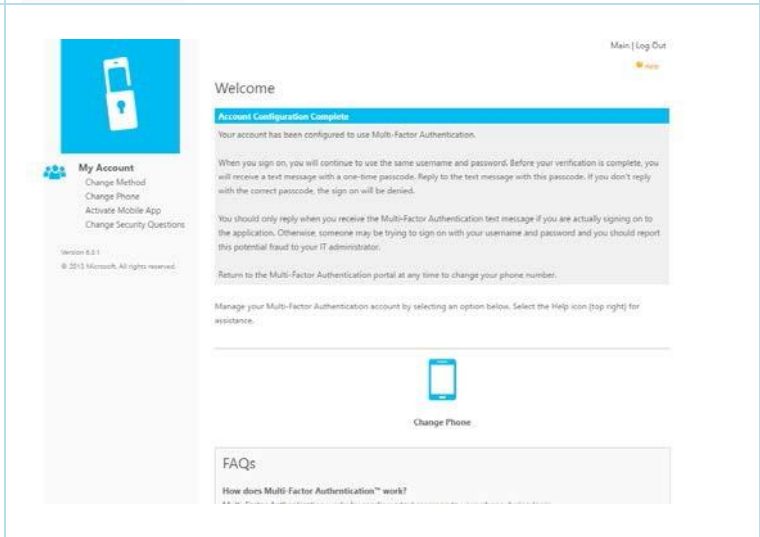 Main | Log Out
Help
Welcome
Account Configuration Complete
Your account has been configured to use Multi-Factor Authentication.
When you sign on, you will continue to use the same username and password. Before your verification is complete, you
will receive a text message with a one-time passcode. Reply to the text message with this passcode. If you don't reply
with the correct passcode, the sign on will be denied.
You should only reply when you receive the Multi-Factor Authentication text message if you are actually signing on to
the application. Otherwise, someone may be trying to sign on with your username and password and you should report
this potential fraud to your IT administrator.
Return to the Multi-Factor Authentication portal at any time to change your phone number.
My Account
Change Method
Change Phone
Activate Mobile App
Change Security Questions
Microsoft. All rights reserved.
Manage your Multi-Factor Authentication account by selecting an option below. Select the Help icon (top right) for
assistance.
Change Phone
FAQs
How does Multi-Factor Authentication™ work?